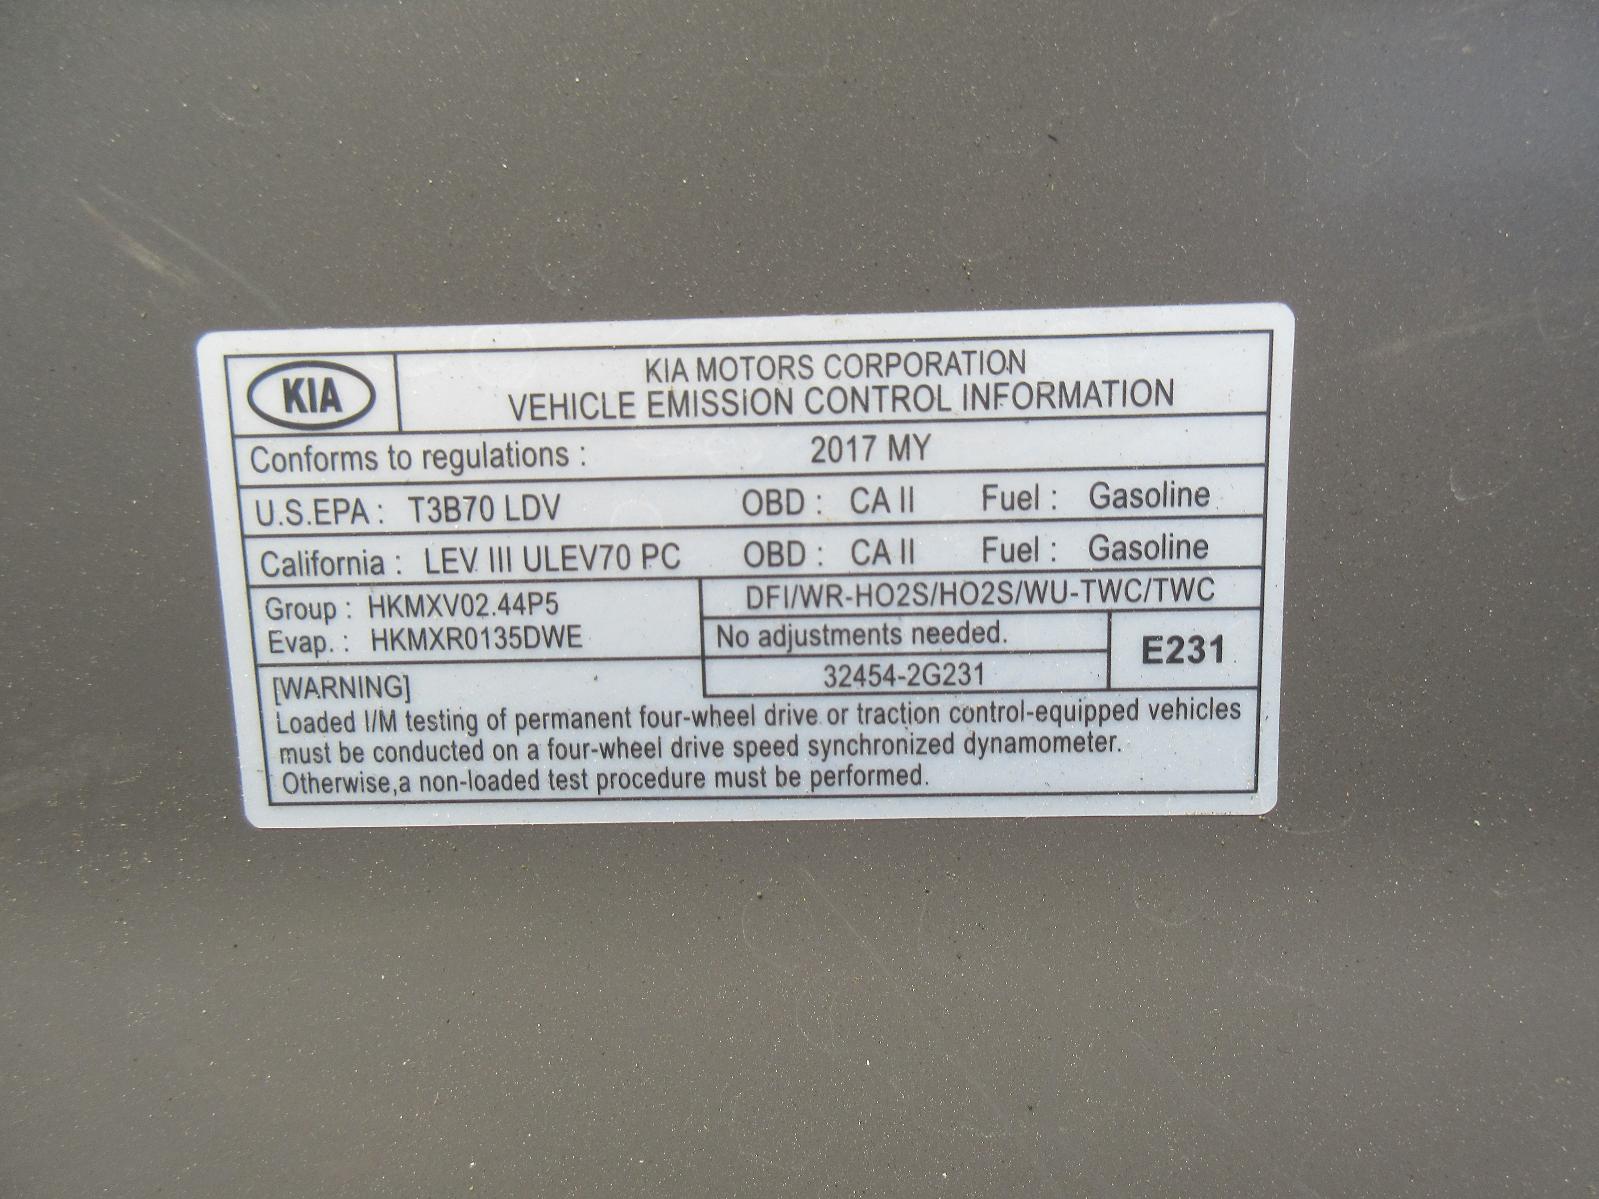 KIA
KIA MOTORS CORPORATION
VEHICLE EMISSION CONTROL INFORMATION
Conforms to regulations : 2017 MY
U.S.EPA : T3B70 LDV OBD : CA II Fuel : Gasoline
California : LEV III ULEV70 PC OBD : CA II Fuel : Gasoline
Group : HKMXV02.44P5
Evap. : HKMXR0135DWE
DFI/WR-HO2S/HO2S/WU-TWC/TWC
No adjustments needed.
32454-2G231
E231
[WARNING]
Loaded I/M testing of permanent four-wheel drive or traction control-equipped vehicles
must be conducted on a four-wheel drive speed synchronized dynamometer.
Otherwise,a non-loaded test procedure must be performed.